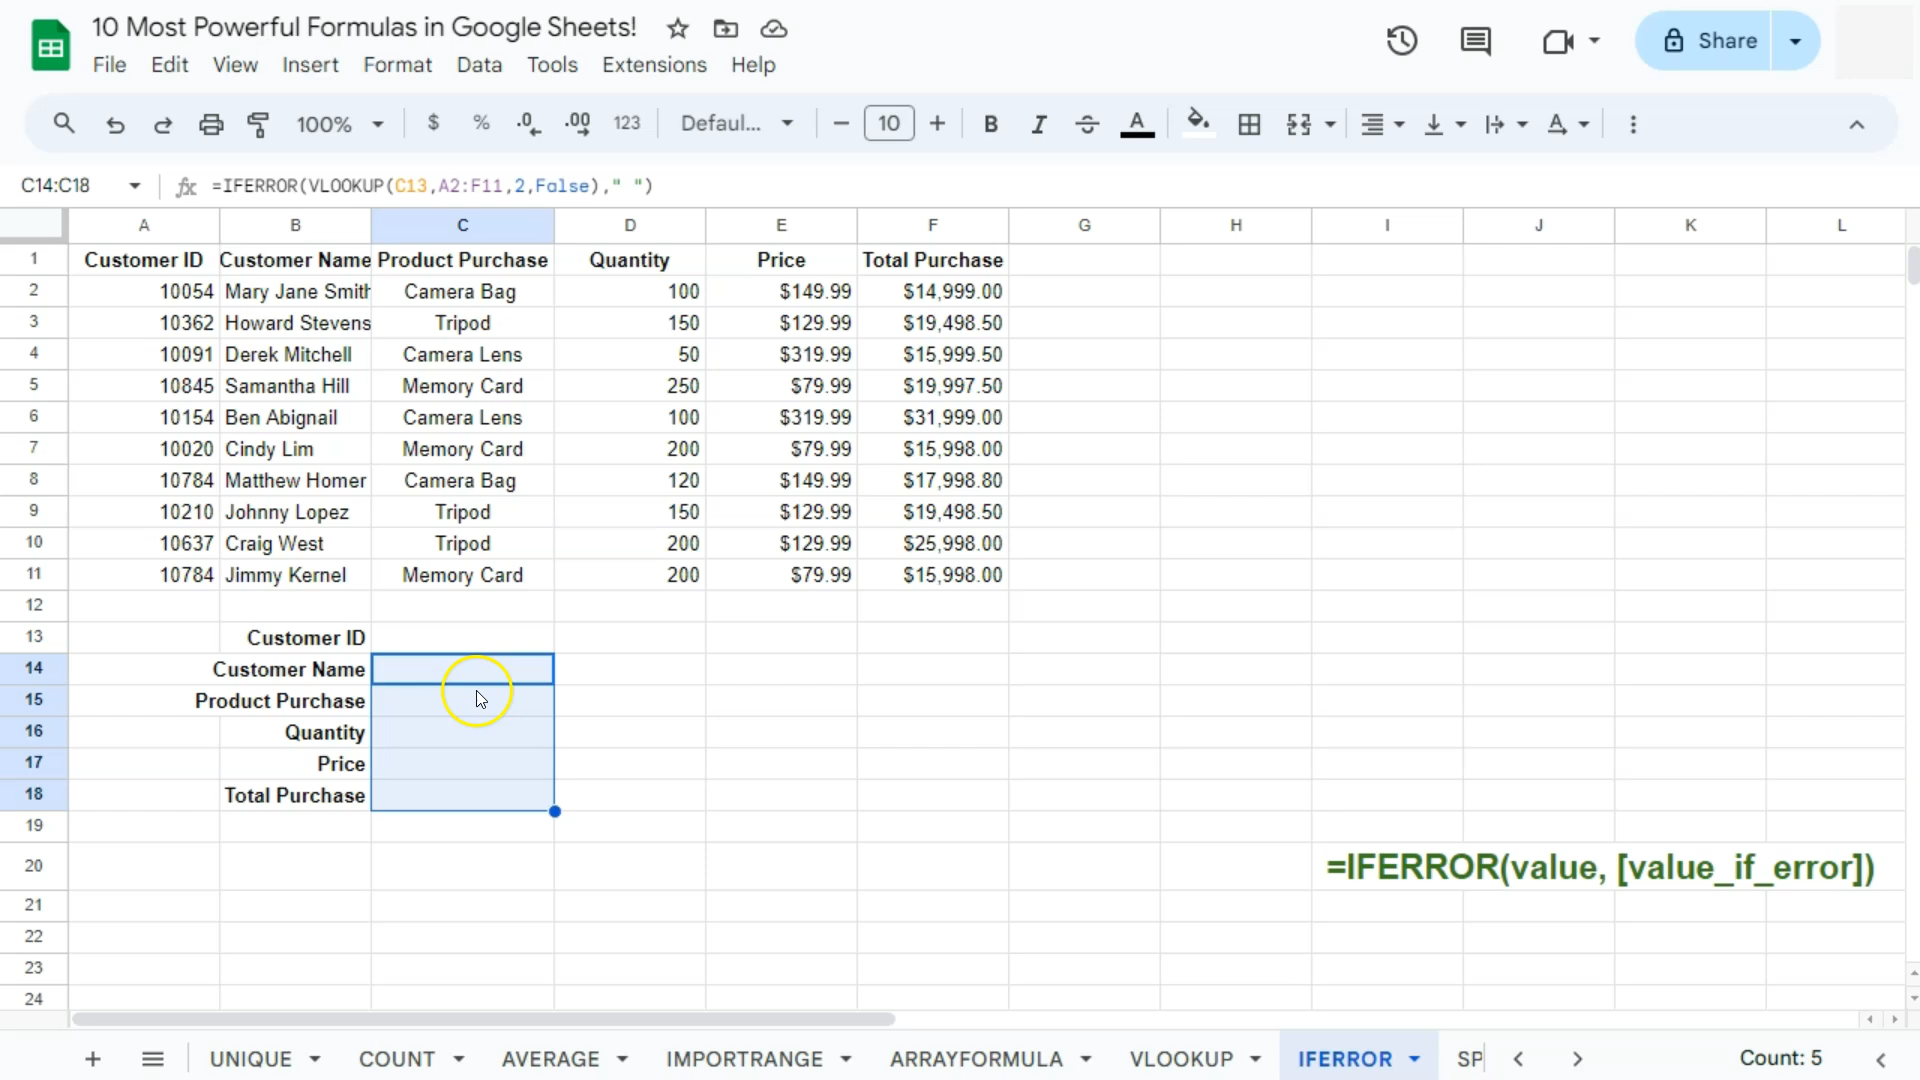 10 Most Powerful Formulas in Google Sheets!
File Edit View Insert Format Data Tools Extensions Help
Share
100% $ % .0 .00 123 Defaul... 10 B I A
C14:C18 fx =IFERROR(VLOOKUP(C13,A2:F11,2,False)," ")
A B C D E F G H I J K L
1 Customer ID Customer Name Product Purchase Quantity Price Total Purchase
2 10054 Mary Jane Smith Camera Bag 100 $149.99 $14,999.00
3 10362 Howard Stevens Tripod 150 $129.99 $19,498.50
4 10091 Derek Mitchell Camera Lens 50 $319.99 $15,999.50
5 10845 Samantha Hill Memory Card 250 $79.99 $19,997.50
6 10154 Ben Abignail Camera Lens 100 $319.99 $31,999.00
7 10020 Cindy Lim Memory Card 200 $79.99 $15,998.00
8 10784 Matthew Homer Camera Bag 120 $149.99 $17,998.80
9 10210 Johnny Lopez Tripod 150 $129.99 $19,498.50
10 10637 Craig West Tripod 200 $129.99 $25,998.00
11 10784 Jimmy Kernel Memory Card 200 $79.99 $15,998.00
12
13 Customer ID
14 Customer Name
15 Product Purchase
16 Quantity
17 Price
18 Total Purchase
19
20 =IFERROR(value, [value_if_error])
21
22
23
24
UNIQUE COUNT AVERAGE IMPORTRANGE ARRAYFORMULA VLOOKUP IFERROR SP Count: 5